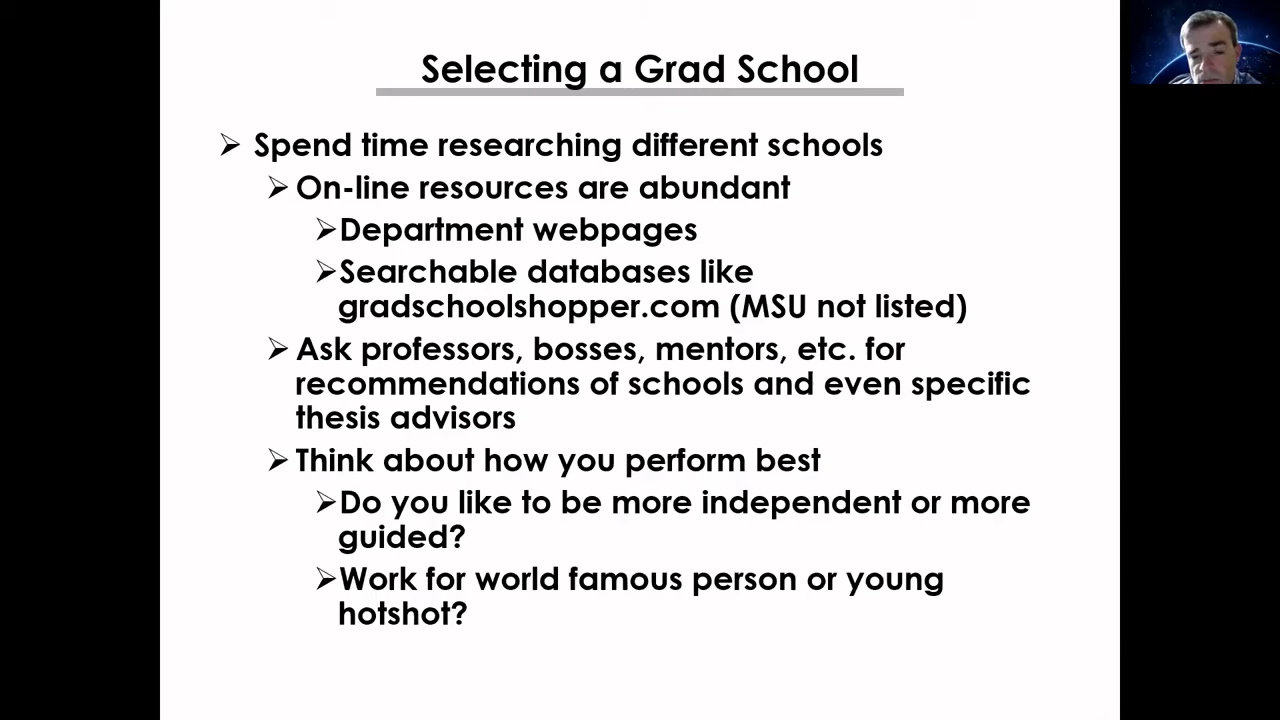 Selecting a Grad School
➢ Spend time researching different schools
➢ On-line resources are abundant
➢ Department webpages
➢ Searchable databases like
gradschoolshopper.com (MSU not listed)
➢ Ask professors, bosses, mentors, etc. for
recommendations of schools and even specific
thesis advisors
➢ Think about how you perform best
➢ Do you like to be more independent or more
guided?
➢ Work for world famous person or young
hotshot?